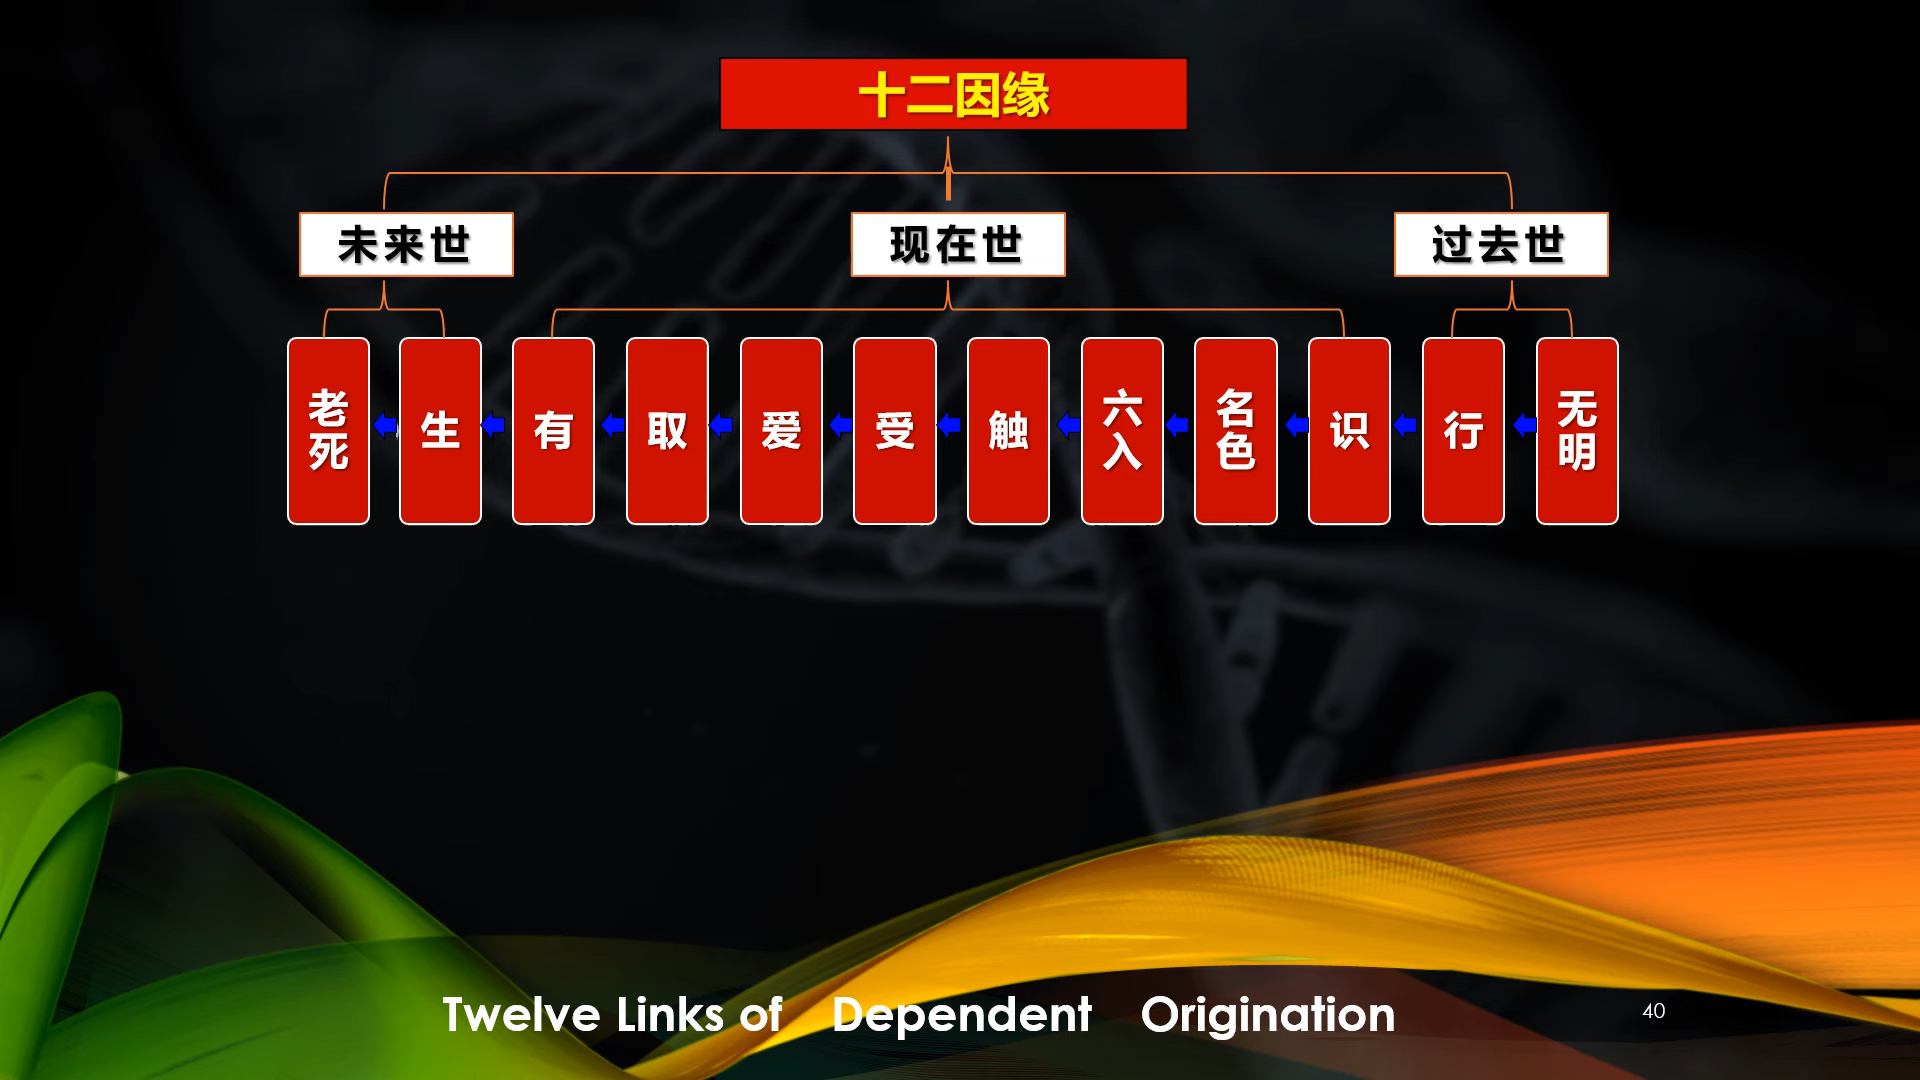 十二因缘
未来世
现在世
过去世
老死
生
有
取
爱
受
触
六入
名色
识
行
无明
Twelve Links of Dependent Origination
40